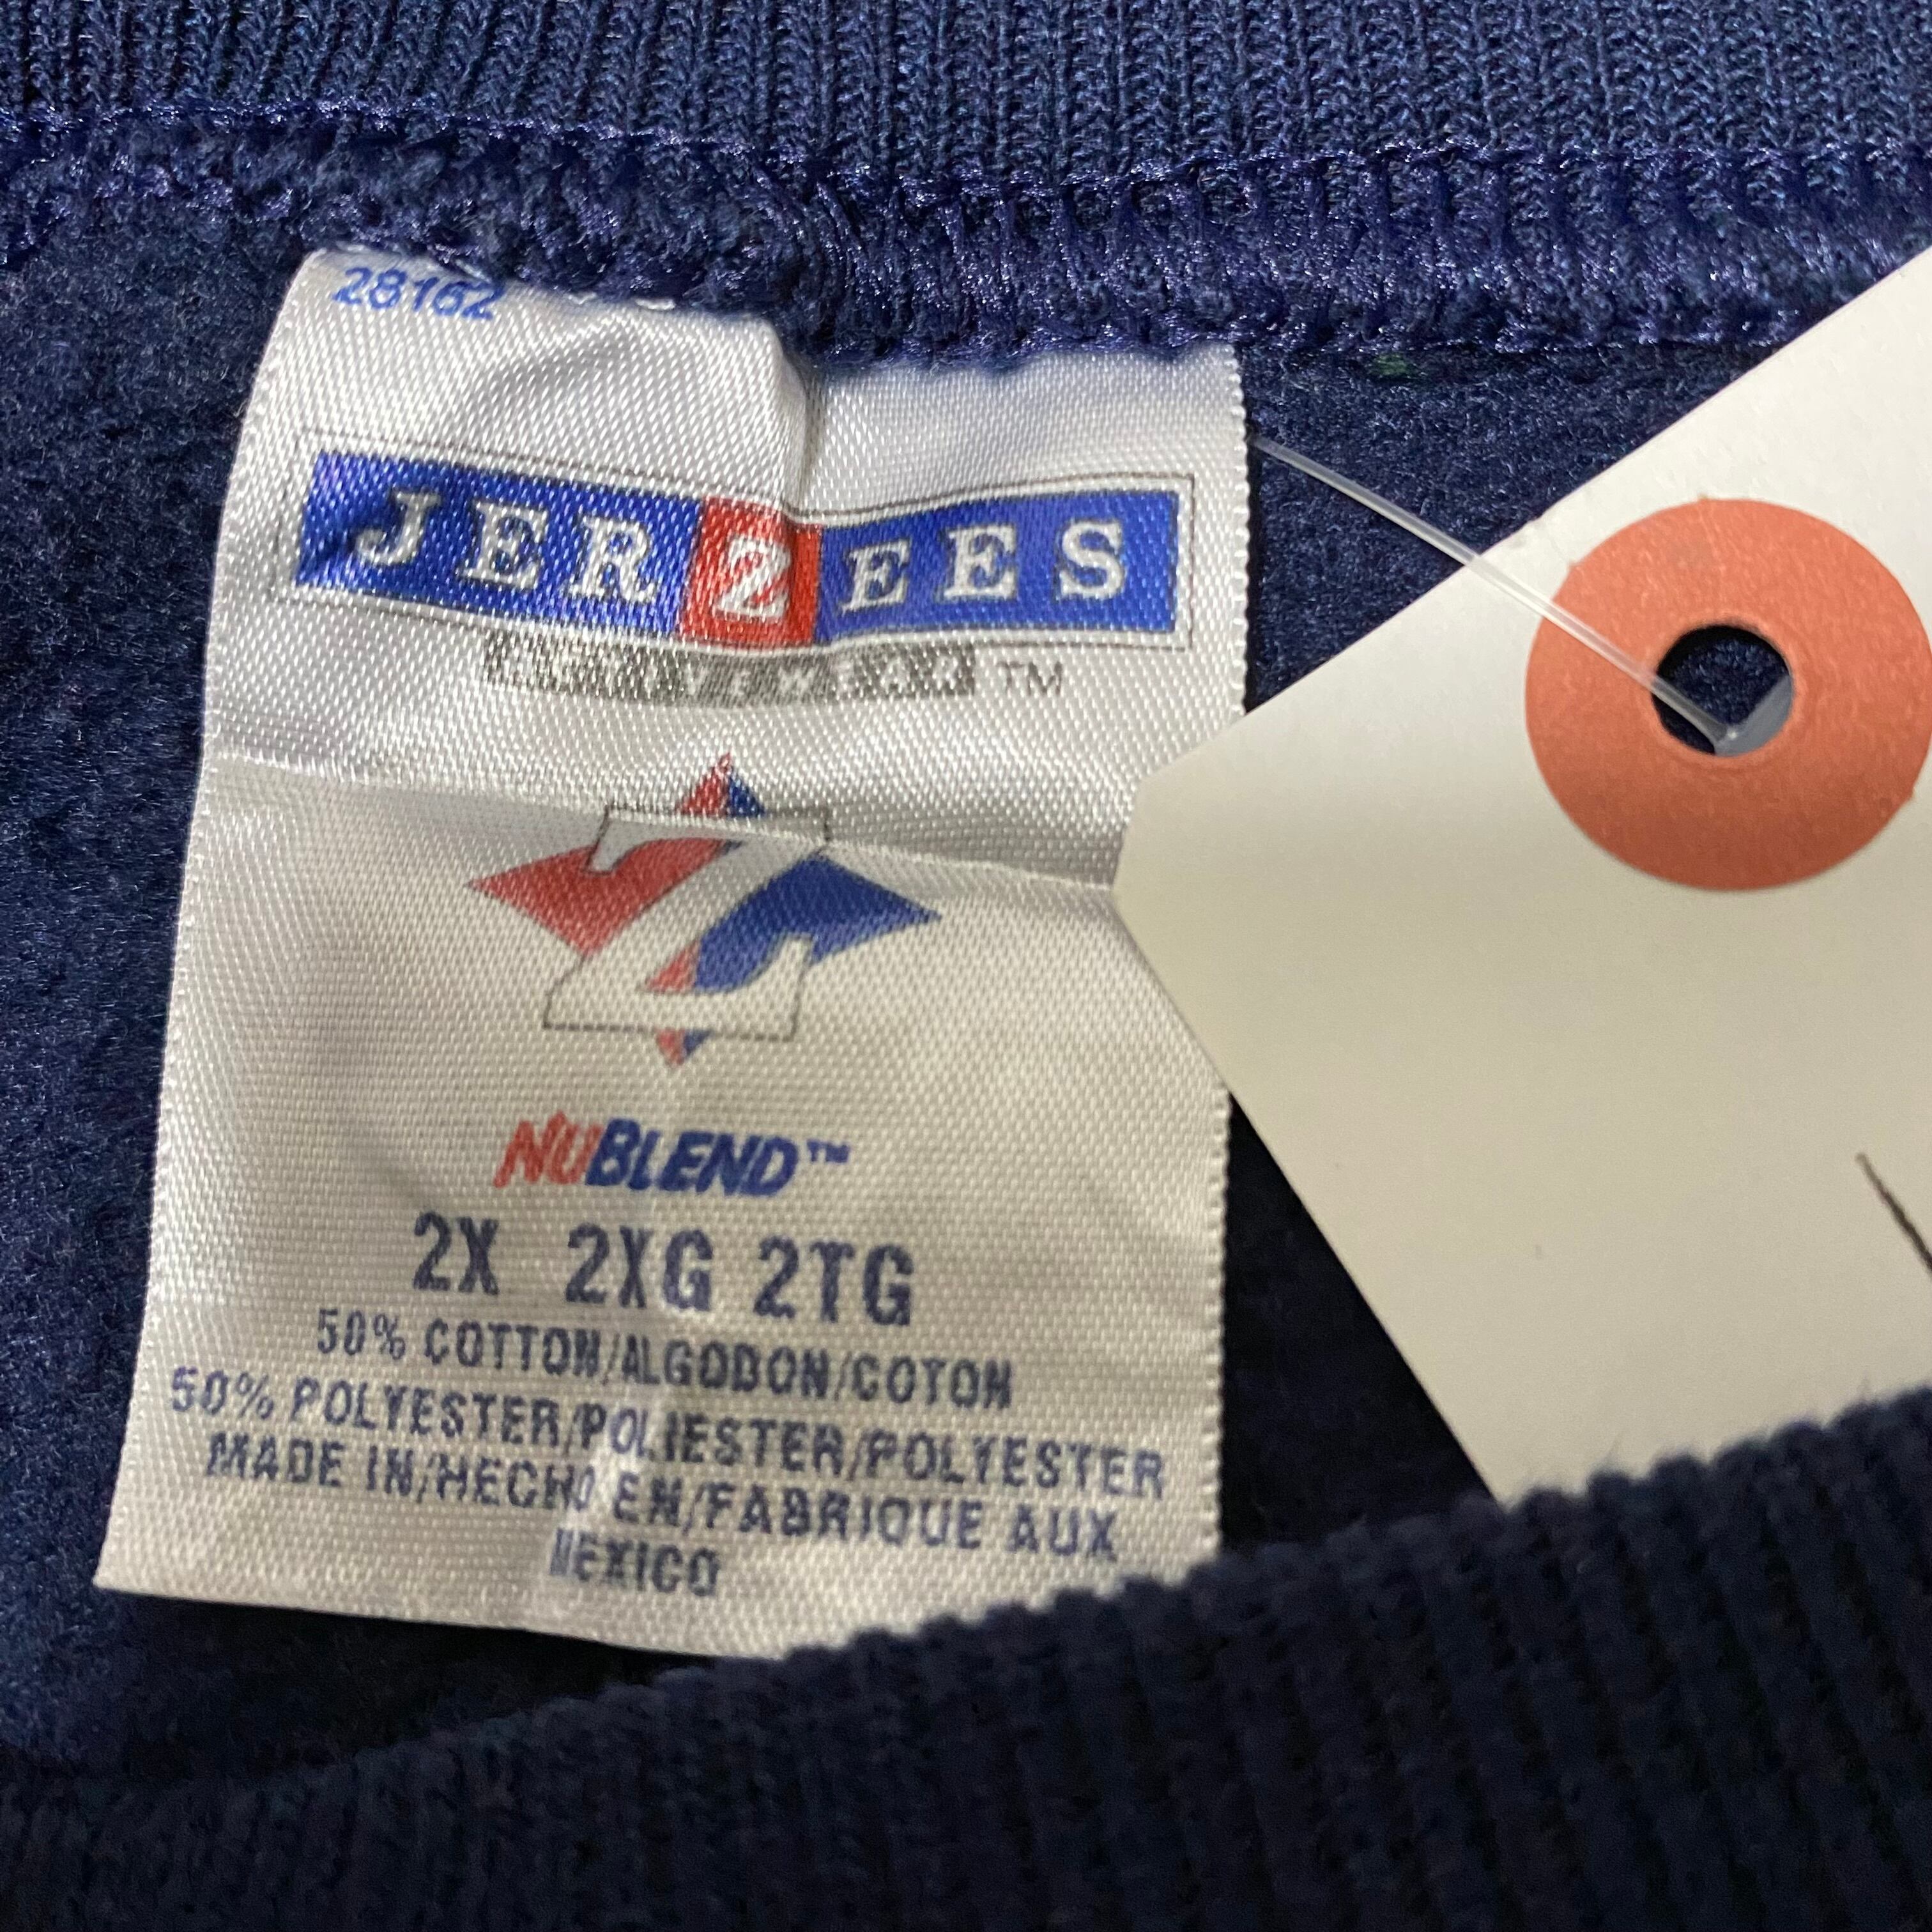 28162
JERZEES
ACTIVEWEAR TM
Z
NUBLEND™
2X 2XG 2TG
50% COTTON/ALGODON/COTON
50% POLYESTER/POLIESTER/POLYESTER
MADE IN/HECHO EN/FABRIQUE AUX
MEXICO